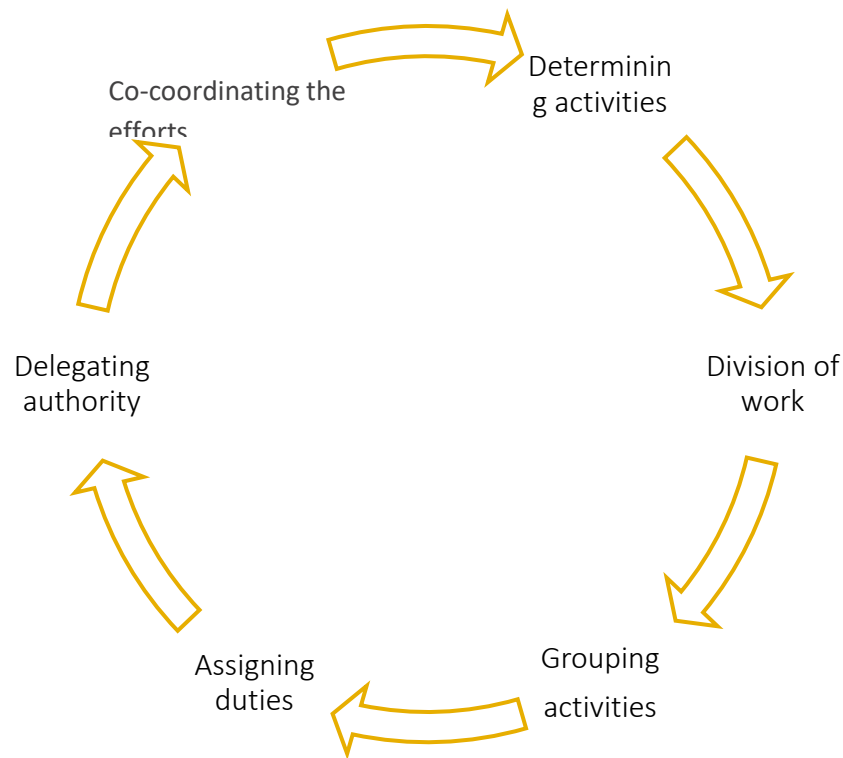 Co-coordinating the
efforts
Determinin
g activities
Division of
work
Grouping
activities
Assigning
duties
Delegating
authority